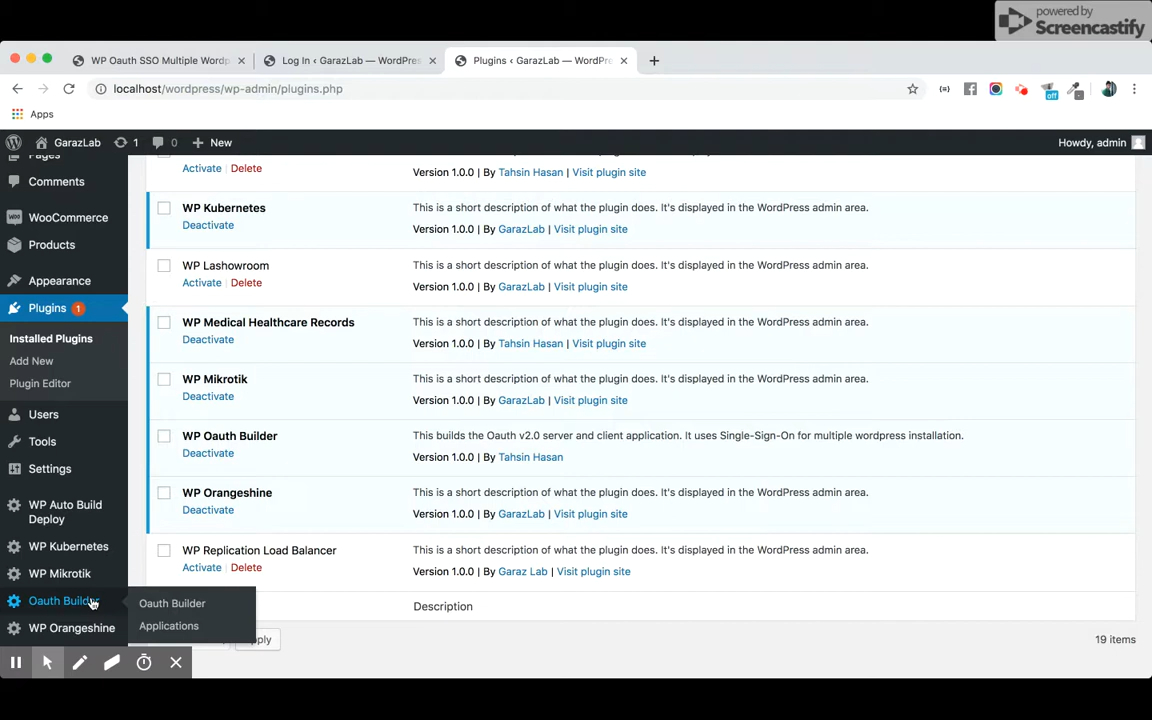 powered by
Screencastify
WP Oauth SSO Multiple Wordp
Log In ‹ GarazLab — WordPres
Plugins ‹ GarazLab — WordPre
localhost/wordpress/wp-admin/plugins.php
off
Apps
GarazLab 1 0 New Howdy, admin
Pages
Comments
WooCommerce
Products
Appearance
Plugins 1
Installed Plugins
Add New
Plugin Editor
Users
Tools
Settings
WP Auto Build
Deploy
WP Kubernetes
WP Mikrotik
Oauth Builder
WP Orangeshine
Oauth Builder
Applications
Activate | Delete
Version 1.0.0 | By Tahsin Hasan | Visit plugin site
WP Kubernetes
This is a short description of what the plugin does. It's displayed in the WordPress admin area.
Deactivate
Version 1.0.0 | By GarazLab | Visit plugin site
WP Lashowroom
This is a short description of what the plugin does. It's displayed in the WordPress admin area.
Activate | Delete
Version 1.0.0 | By GarazLab | Visit plugin site
WP Medical Healthcare Records
This is a short description of what the plugin does. It's displayed in the WordPress admin area.
Deactivate
Version 1.0.0 | By Tahsin Hasan | Visit plugin site
WP Mikrotik
This is a short description of what the plugin does. It's displayed in the WordPress admin area.
Deactivate
Version 1.0.0 | By GarazLab | Visit plugin site
WP Oauth Builder
This builds the Oauth v2.0 server and client application. It uses Single-Sign-On for multiple wordpress installation.
Deactivate
Version 1.0.0 | By Tahsin Hasan
WP Orangeshine
This is a short description of what the plugin does. It's displayed in the WordPress admin area.
Deactivate
Version 1.0.0 | By GarazLab | Visit plugin site
WP Replication Load Balancer
This is a short description of what the plugin does. It's displayed in the WordPress admin area.
Activate | Delete
Version 1.0.0 | By Garaz Lab | Visit plugin site
Description
pply
19 items